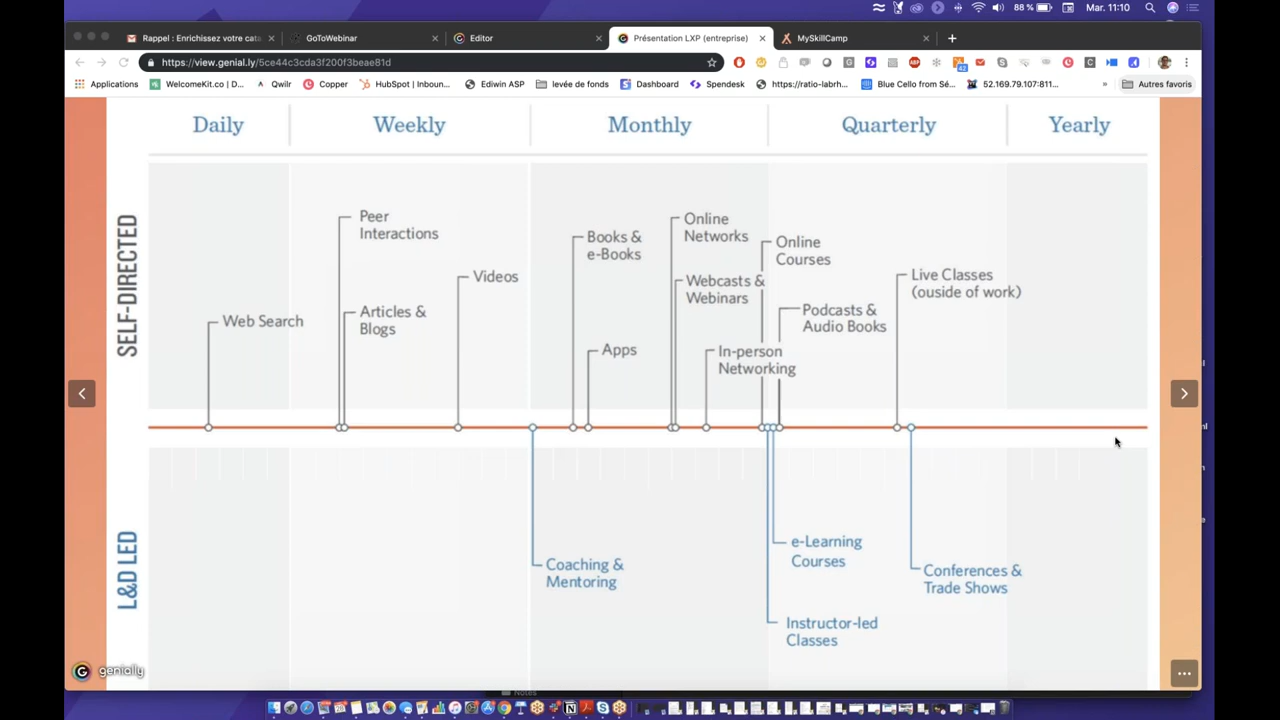 88 %
Mar. 11:10
Rappel : Enrichissez votre cata
GoToWebinar
Editor
Présentation LXP (entreprise)
MySkillCamp
https://view.genial.ly/5ce44c3cda3f200f3beae81d
Applications
WelcomeKit.co | D...
Qwilr
Copper
HubSpot | Inboun...
Ediwin ASP
levée de fonds
Dashboard
Spendesk
https://ratio-labrh...
Blue Cello from Sé...
52.169.79.107:811...
Autres favoris
Daily
Weekly
Monthly
Quarterly
Yearly
SELF-DIRECTED
Peer
Interactions
Online
Networks
Books &
e-Books
Online
Courses
Videos
Live Classes
(ouside of work)
Webcasts &
Webinars
Articles &
Blogs
Podcasts &
Audio Books
Web Search
Apps
In-person
Networking
L&D LED
e-Learning
Courses
Coaching &
Mentoring
Conferences &
Trade Shows
Instructor-led
Classes
genially
Notes